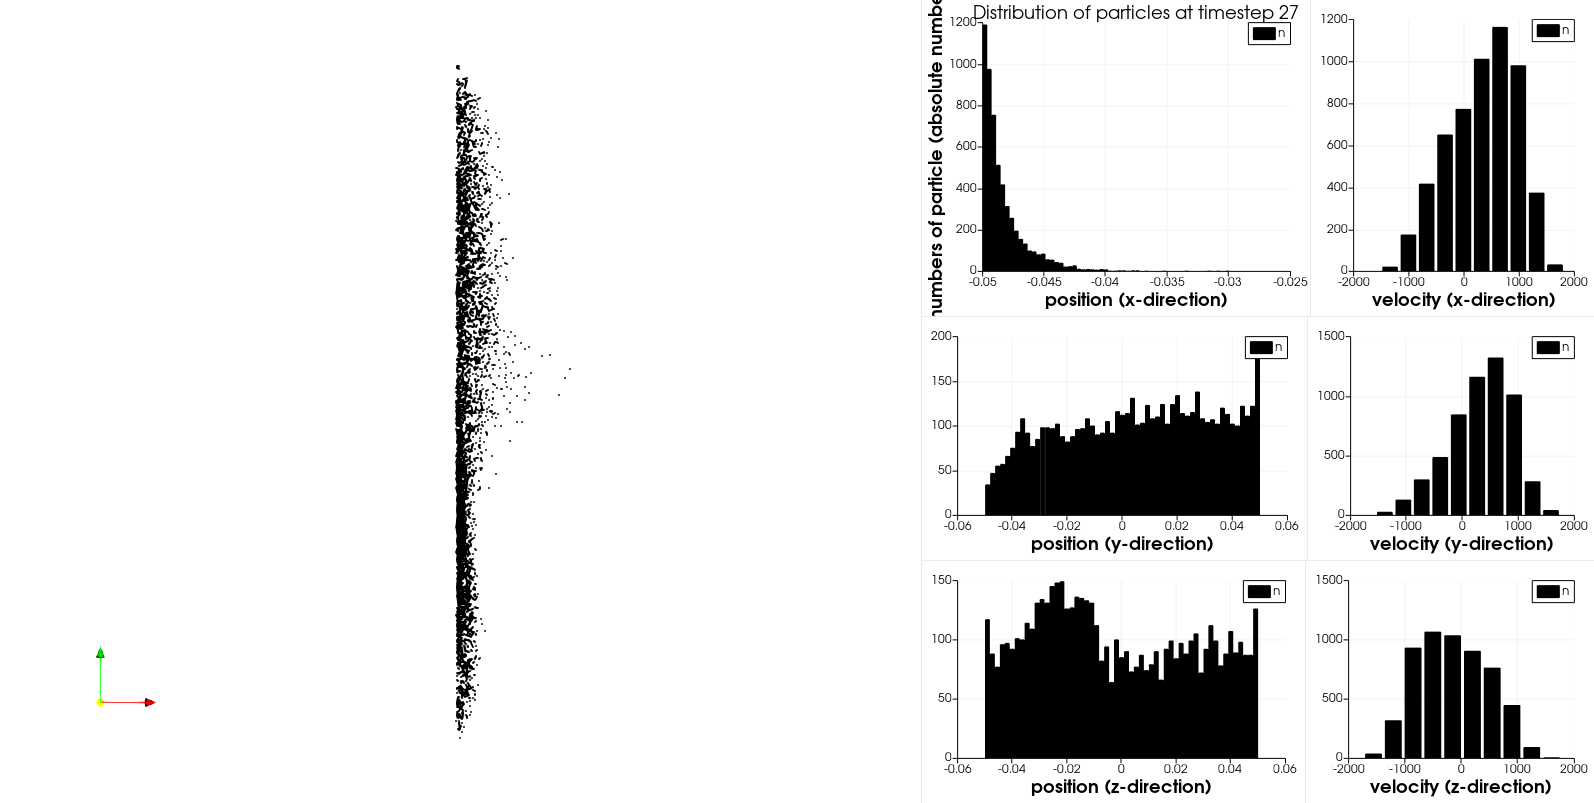 Distribution of particles at timestep 27
numbers of particle (absolute numbe
1200
1000
800
600
400
200
0
n
-0.05 -0.045 -0.04 -0.035 -0.03 -0.025
position (x-direction)
1200
1000
800
600
400
200
0
n
-2000 -1000 0 1000 2000
velocity (x-direction)
200
150
100
50
0
n
-0.06 -0.04 -0.02 0 0.02 0.04 0.06
position (y-direction)
1500
1000
500
0
n
-2000 -1000 0 1000 2000
velocity (y-direction)
150
100
50
0
n
-0.06 -0.04 -0.02 0 0.02 0.04 0.06
position (z-direction)
1500
1000
500
0
n
-2000 -1000 0 1000 2000
velocity (z-direction)